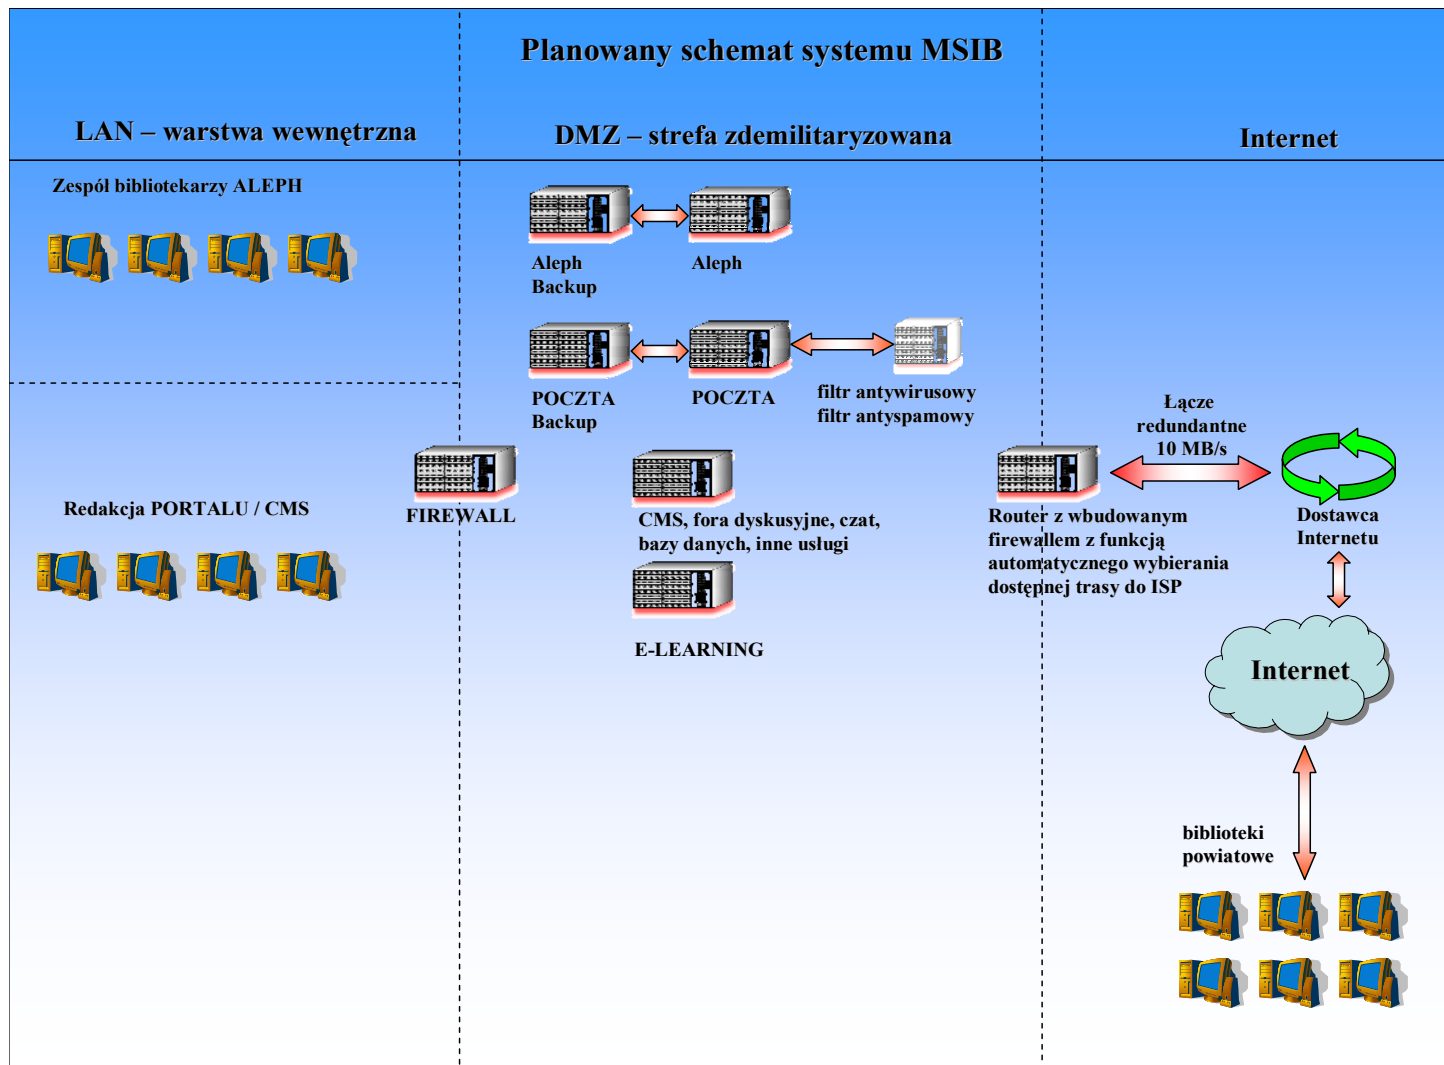 Planowany schemat systemu MSIB
LAN – warstwa wewnętrzna
DMZ – strefa zdemilitaryzowana
Internet
Zespół bibliotekarzy ALEPH
Aleph
Backup
Aleph
POCZTA
Backup
POCZTA
filtr antywirusowy
filtr antyspamowy
Łącze
redundantne
10 MB/s
Redakcja PORTALU / CMS
FIREWALL
CMS, fora dyskusyjne, czat,
bazy danych, inne usługi
Router z wbudowanym
firewallem z funkcją
automatycznego wybierania
dostępnej trasy do ISP
Dostawca
Internetu
E-LEARNING
Internet
biblioteki
powiatowe